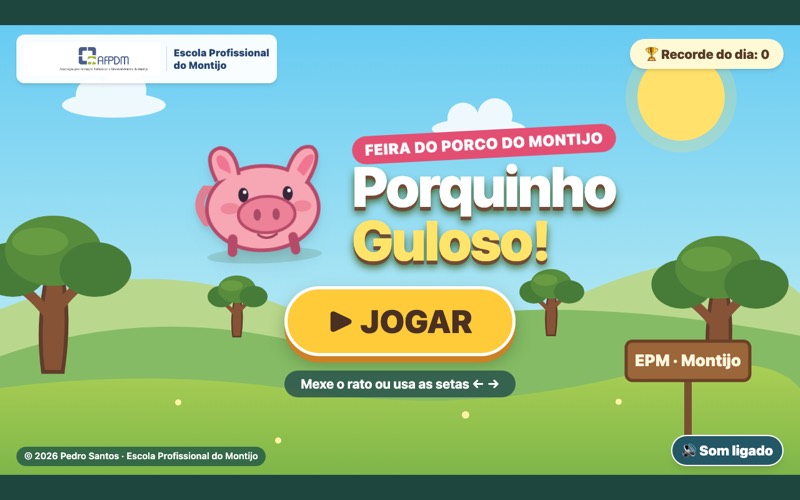 AFPDM
Escola Profissional
do Montijo
🏆 Recorde do dia: 0
FEIRA DO PORCO DO MONTIJO
Porquinho
Guloso!
▶ JOGAR
Mexe o rato ou usa as setas ← →
EPM · Montijo
🔊 Som ligado
© 2026 Pedro Santos · Escola Profissional do Montijo